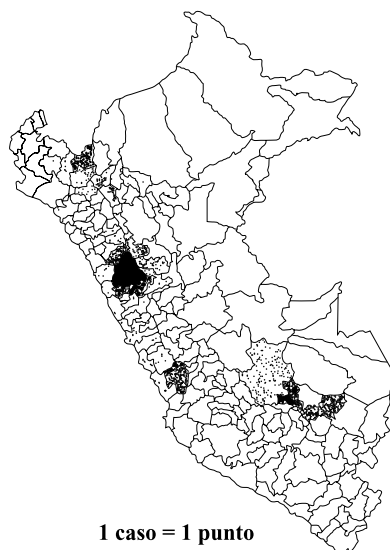 1 caso = 1 punto